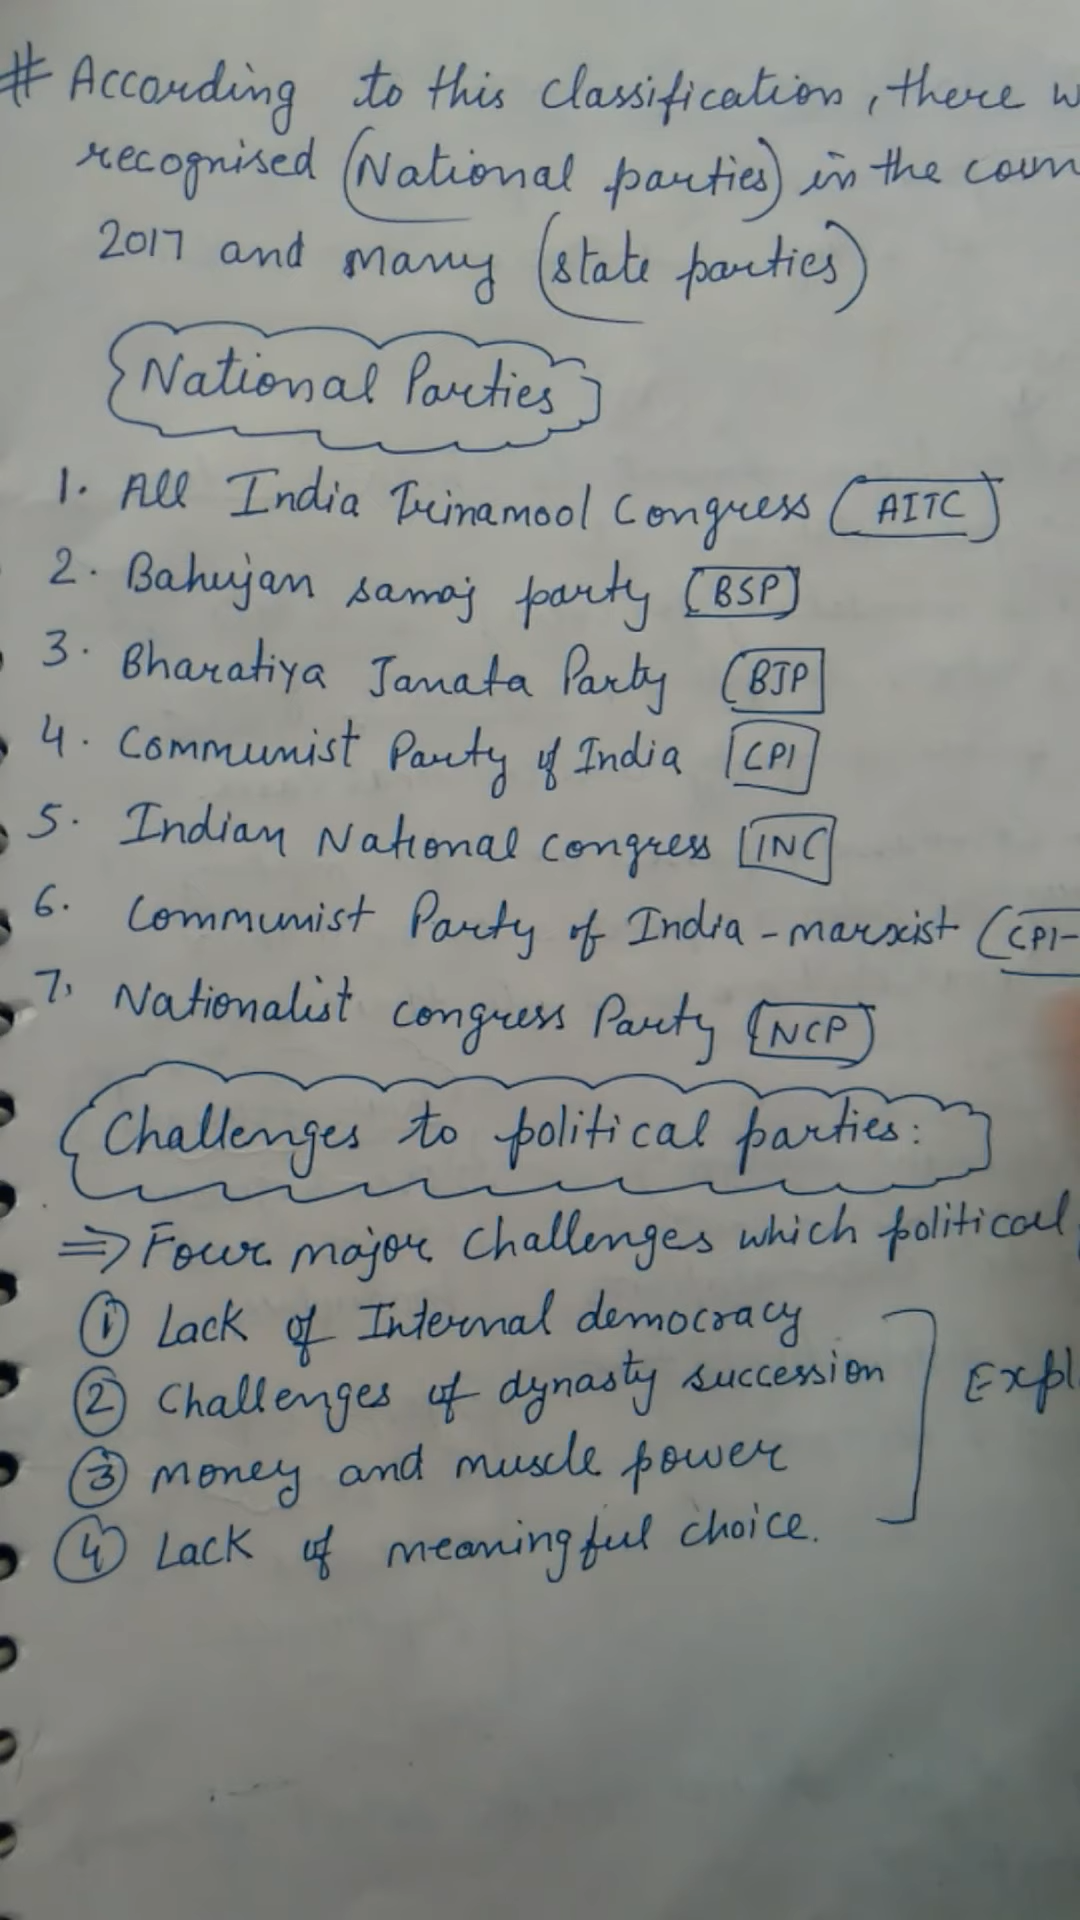 # According to this classification, there w
recognised (National parties) in the coun
2017 and many (state parties)
National Parties
1. All India Trinamool Congress (AITC)
2. Bahujan samaj party [BSP]
3. Bharatiya Janata Party (BJP]
4. Communist Party of India [CPI]
5. Indian National congress [INC]
6. Communist Party of India - marxist (CPI-
7. Nationalist congress Party [NCP)
Challenges to political parties:
⇒ Four major challenges which political
① Lack of Internal democracy
② Challenges of dynasty succession
③ money and muscle power
④ Lack of meaningful choice.
Expl